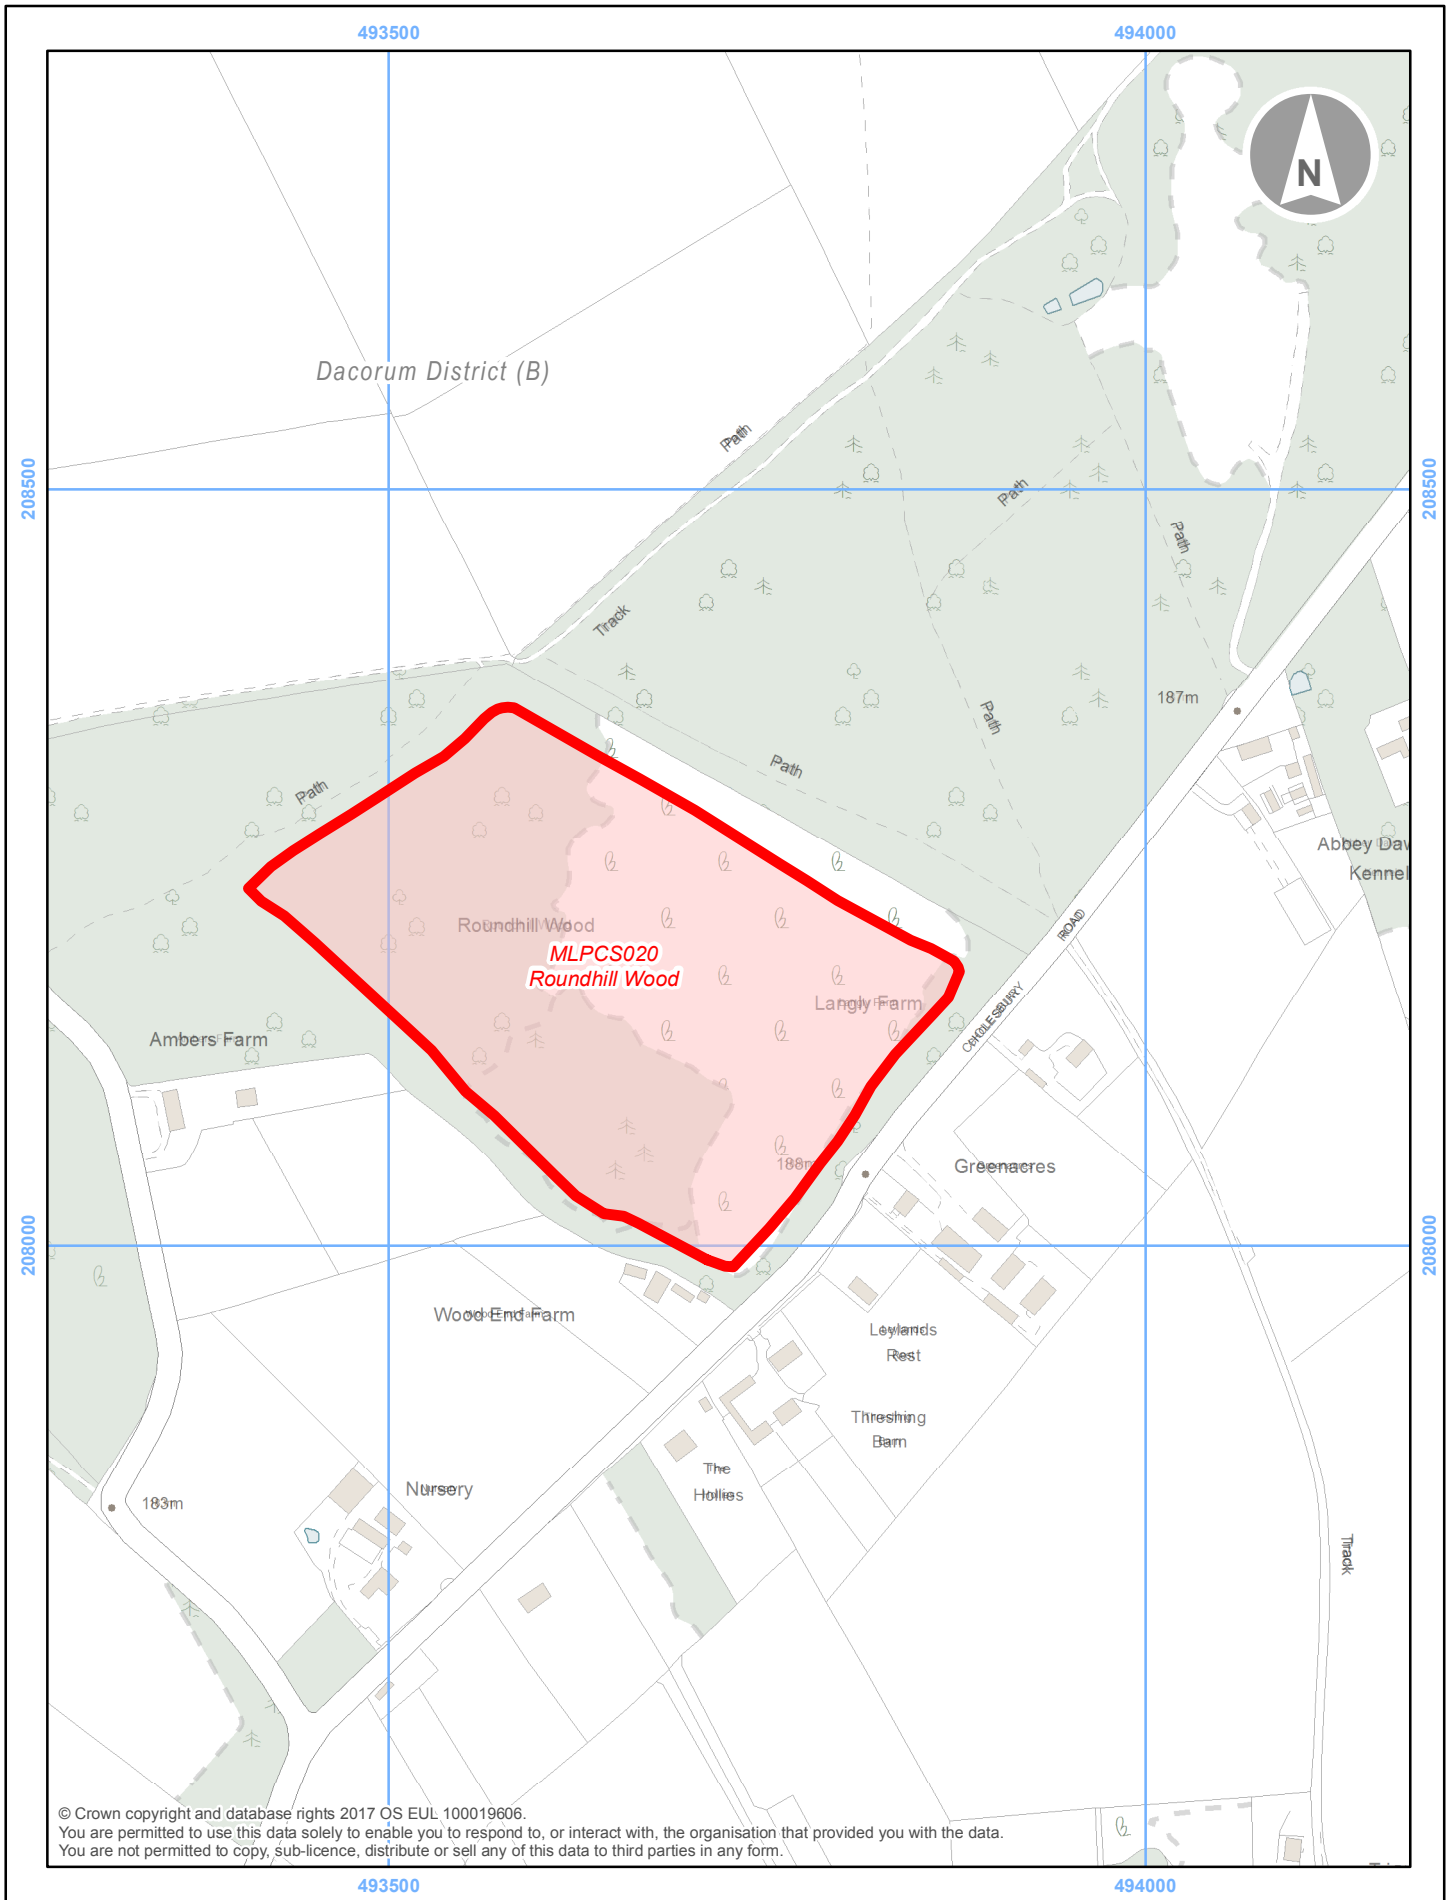 493500
494000
N
Dacorum District (B)
Path
208500
208500
Path
Path
Track
187m
Path
Path
Path
Abbey Daw
Kennel
Roundhill Wood
ROAD
MLPCS020
Roundhill Wood
Langly Farm
CHOLESBURY
Ambers Farm
188m
Greenacres
208000
208000
Wood End Farm
Leylands
Rest
Threshing
Barn
The
Hollies
Nursery
183m
Track
© Crown copyright and database rights 2017 OS EUL 100019606.
You are permitted to use this data solely to enable you to respond to, or interact with, the organisation that provided you with the data.
You are not permitted to copy, sub-licence, distribute or sell any of this data to third parties in any form.
493500
494000